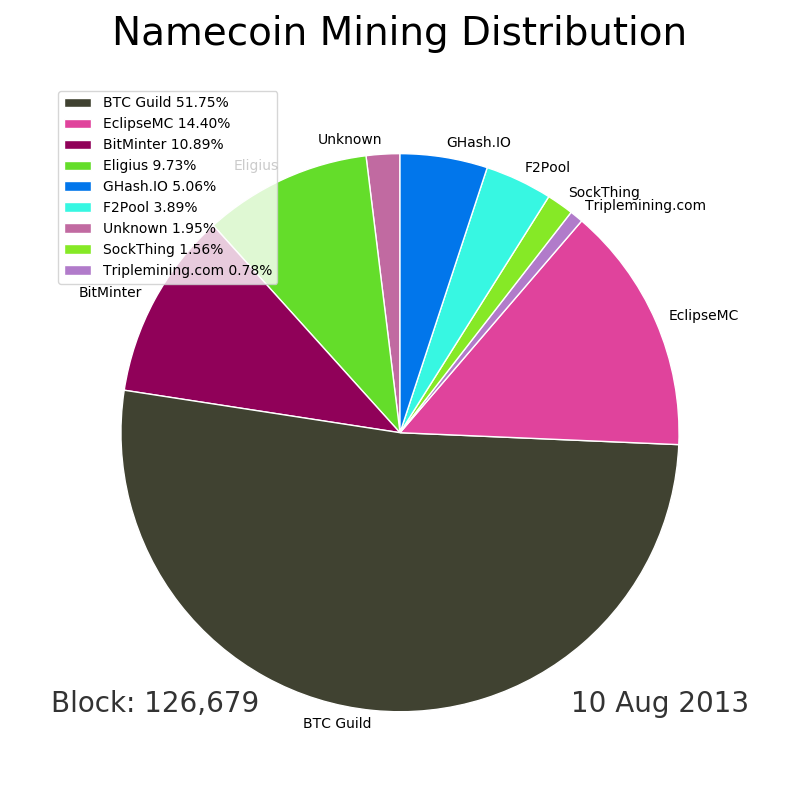 Namecoin Mining Distribution
BTC Guild 51.75%
EclipseMC 14.40%
BitMinter 10.89%
Eligius 9.73%
GHash.IO 5.06%
F2Pool 3.89%
Unknown 1.95%
SockThing 1.56%
Triplemining.com 0.78%
Unknown
GHash.IO
Eligius
F2Pool
SockThing
Triplemining.com
BitMinter
EclipseMC
Block: 126,679
10 Aug 2013
BTC Guild